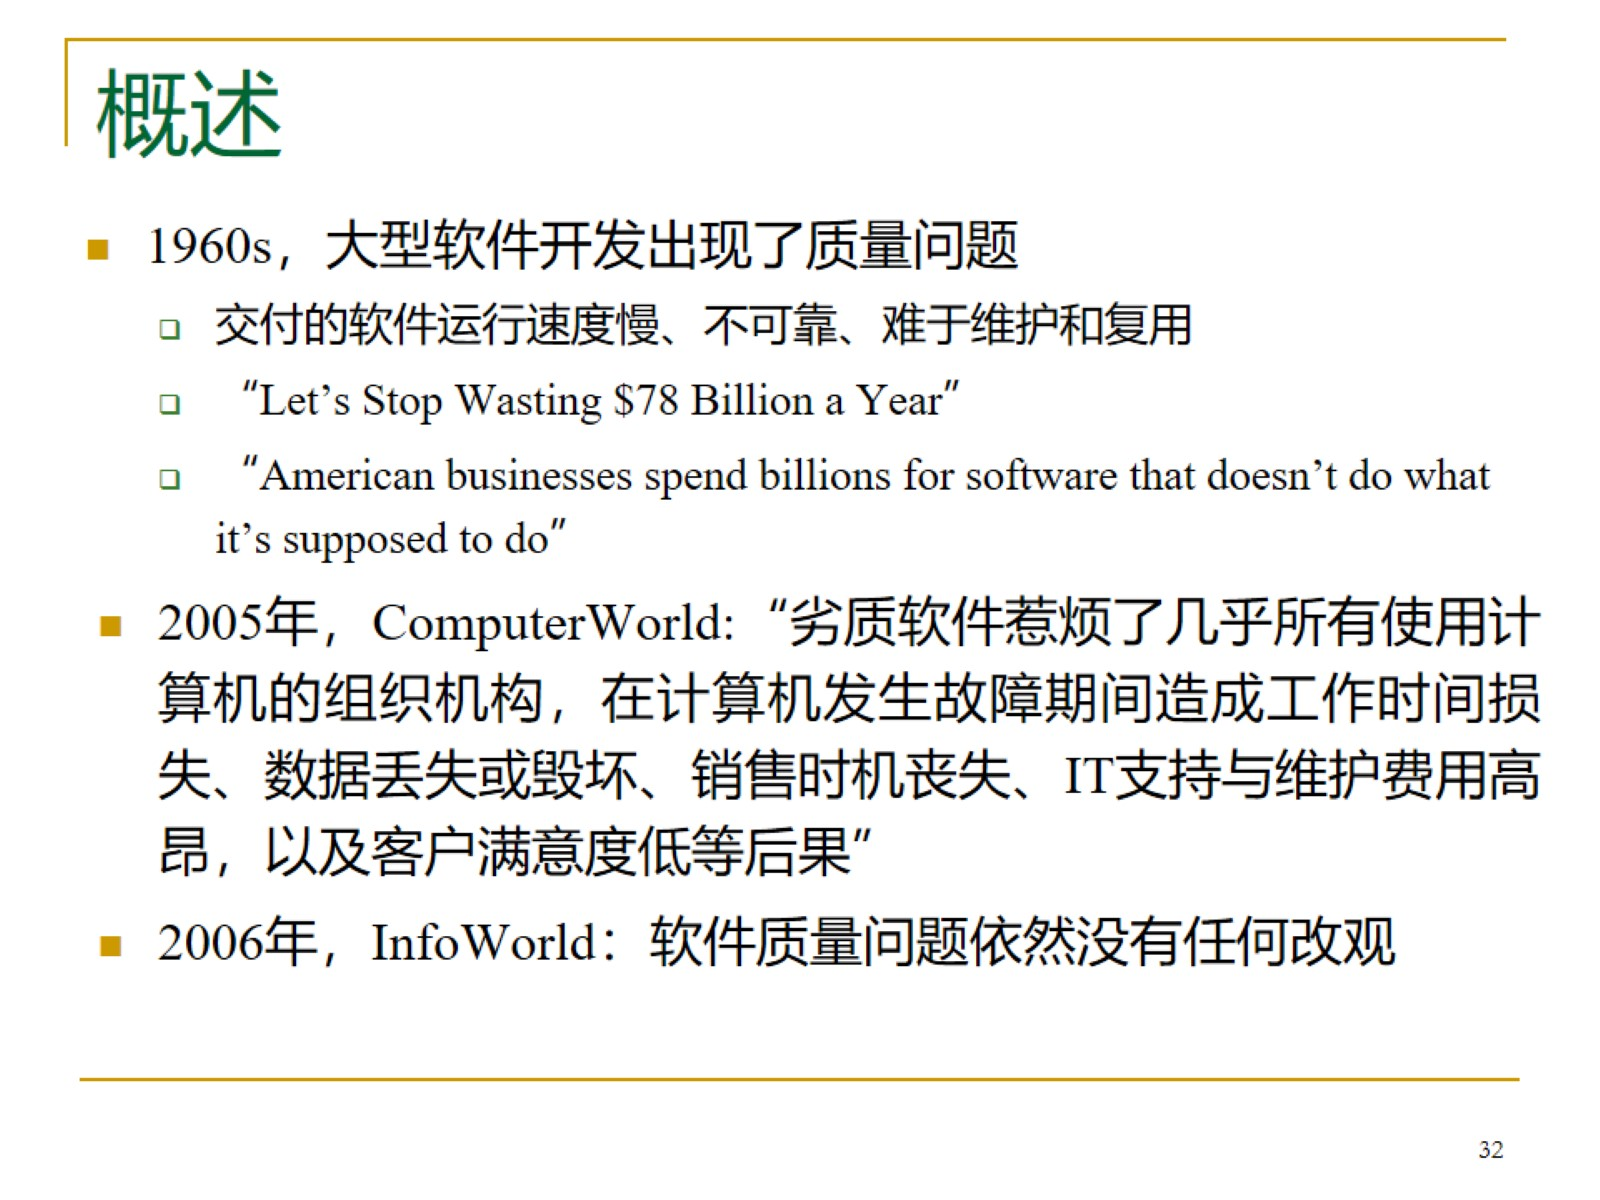 概述
1960s，大型软件开发出现了质量问题
交付的软件运行速度慢、不可靠、难于维护和复用
“Let’s Stop Wasting $78 Billion a Year”
“American businesses spend billions for software that doesn’t do what
it’s supposed to do”
2005年，ComputerWorld:“劣质软件惹烦了几乎所有使用计
算机的组织机构，在计算机发生故障期间造成工作时间损
失、数据丢失或毁坏、销售时机丧失、IT支持与维护费用高
昂，以及客户满意度低等后果”
2006年，InfoWorld：软件质量问题依然没有任何改观
32